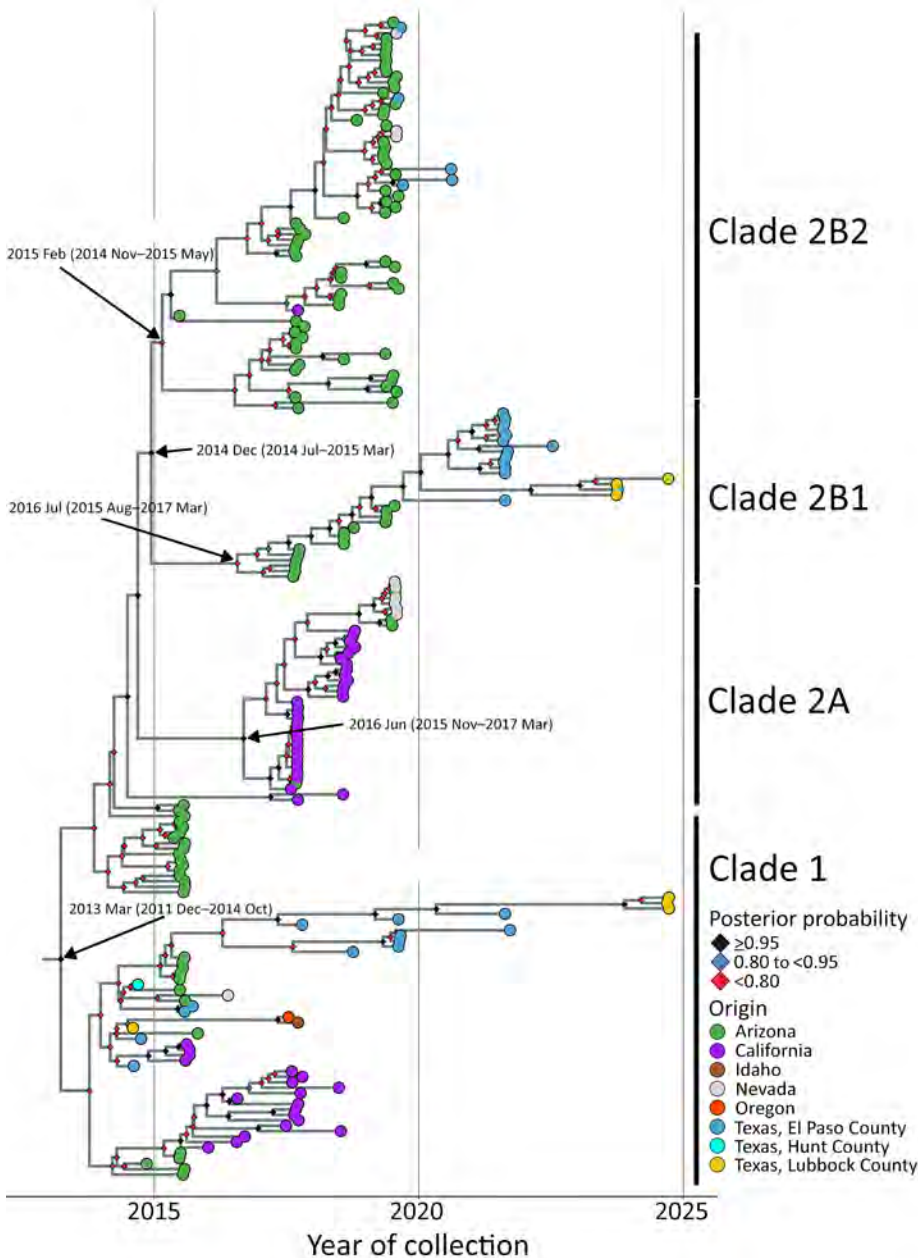 2015 Feb (2014 Nov–2015 May)
Clade 2B2
2014 Dec (2014 Jul–2015 Mar)
2016 Jul (2015 Aug–2017 Mar)
Clade 2B1
2016 Jun (2015 Nov–2017 Mar)
Clade 2A
2013 Mar (2011 Dec–2014 Oct)
Clade 1
Posterior probability
≥0.95
0.80 to <0.95
<0.80
Origin
Arizona
California
Idaho
Nevada
Oregon
Texas, El Paso County
Texas, Hunt County
Texas, Lubbock County
2015 2020 2025
Year of collection